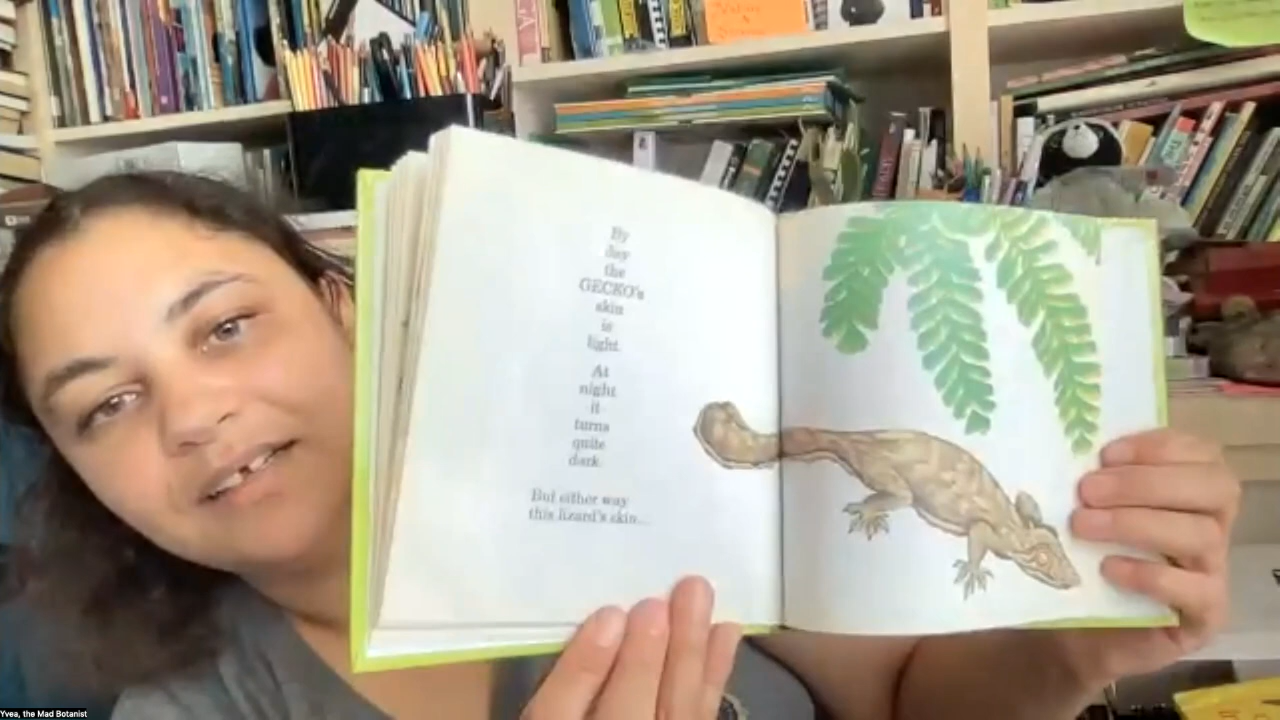 By
day
the
GECKO's
skin
is
light.
At
night
it
turns
quite
dark.
But either way
this lizard's skin...
Yvea, the Mad Botanist